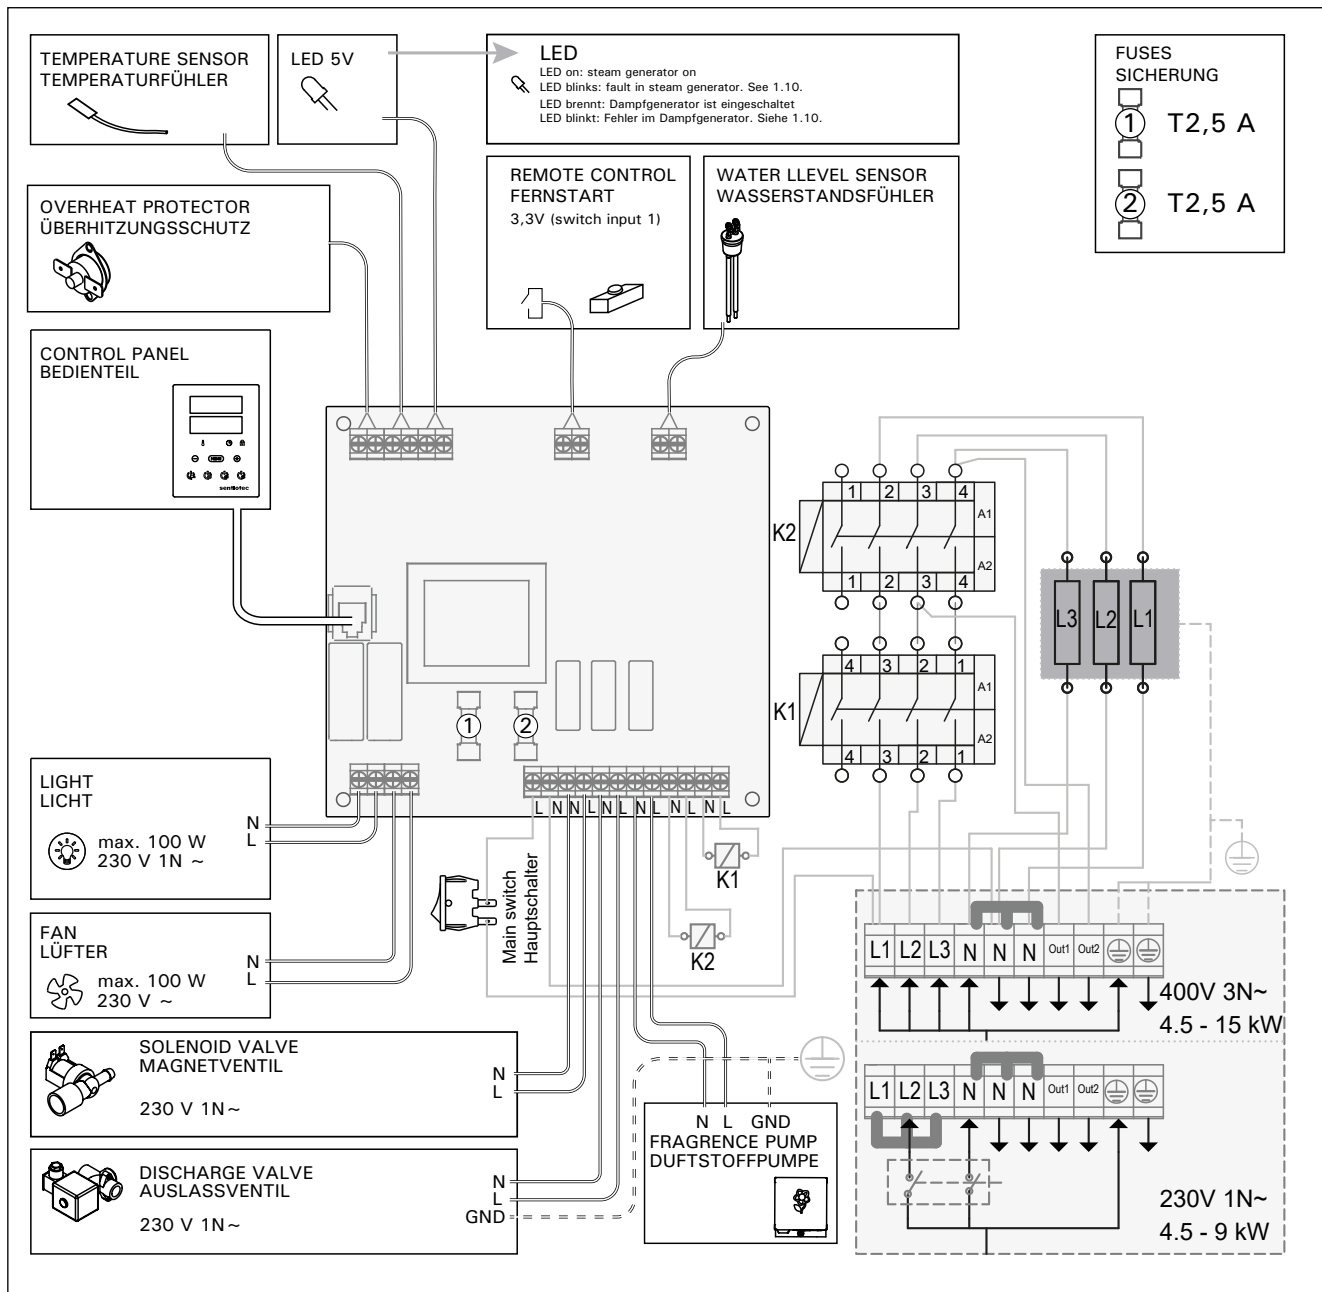 TEMPERATURE SENSOR
TEMPERATURFÜHLER
LED 5V
LED
LED on: steam generator on
LED blinks: fault in steam generator. See 1.10.
LED brennt: Dampfgenerator ist eingeschaltet
LED blinkt: Fehler im Dampfgenerator. Siehe 1.10.
FUSES
SICHERUNG
1 T2,5 A
2 T2,5 A
OVERHEAT PROTECTOR
ÜBERHITZUNGSSCHUTZ
REMOTE CONTROL
FERNSTART
3,3V (switch input 1)
WATER LLEVEL SENSOR
WASSERSTANDSFÜHLER
CONTROL PANEL
BEDIENTEIL
sentiotec
K2
1 2 3 4
A1
A2
1 2 3 4
K1
4 3 2 1
A1
A2
4 3 2 1
L3 L2 L1
1 2
L N N L N L N L N L N L
K1
K2
Main switch
Hauptschalter
LIGHT
LICHT
max. 100 W
230 V 1N ~
N
L
FAN
LÜFTER
max. 100 W
230 V ~
N
L
SOLENOID VALVE
MAGNETVENTIL
230 V 1N~
N
L
DISCHARGE VALVE
AUSLASSVENTIL
230 V 1N~
N
L
GND
N L GND
FRAGRENCE PUMP
DUFTSTOFFPUMPE
L1 L2 L3 N N N Out1 Out2
400V 3N~
4.5 - 15 kW
L1 L2 L3 N N N Out1 Out2
230V 1N~
4.5 - 9 kW